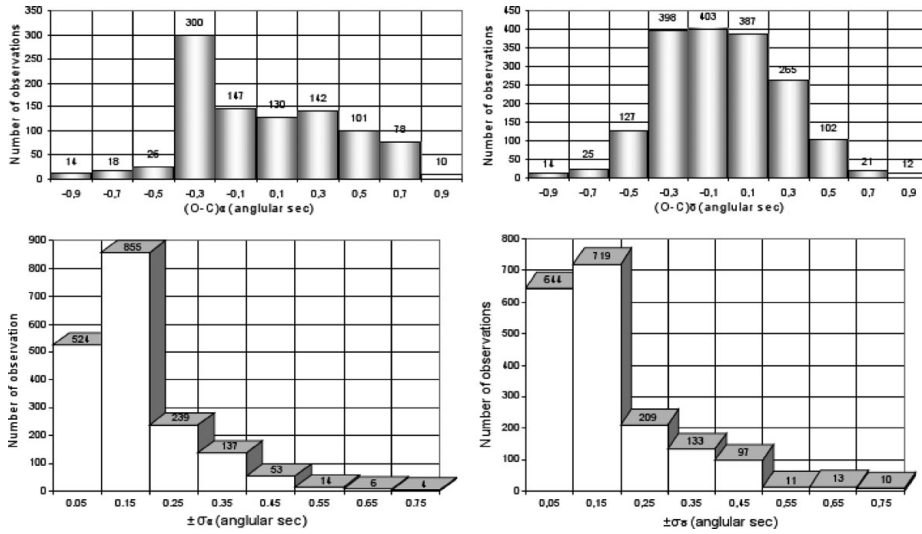 Number of observations
350
300
250
200
150
100
50
0
14 18 26 300 147 130 142 101 78 10
-0,9 -0,7 -0,5 -0,3 -0,1 0,1 0,3 0,5 0,7 0,9
(O-C)α (anglular sec)
Number of observations
450
400
350
300
250
200
150
100
50
0
14 25 127 398 403 387 265 102 21 12
-0,9 -0,7 -0,5 -0,3 -0,1 0,1 0,3 0,5 0,7 0,9
(O-C)δ (anglular sec)
Number of observation
900
800
700
600
500
400
300
200
100
0
524 855 239 137 53 14 6 4
0.05 0.15 0.25 0.35 0.45 0.55 0.65 0.75
±σα (anglular sec)
Number of observations
800
700
600
500
400
300
200
100
0
644 719 209 133 97 11 13 10
0,05 0,15 0,25 0,35 0,45 0,55 0,65 0,75
±σδ (anglular sec)